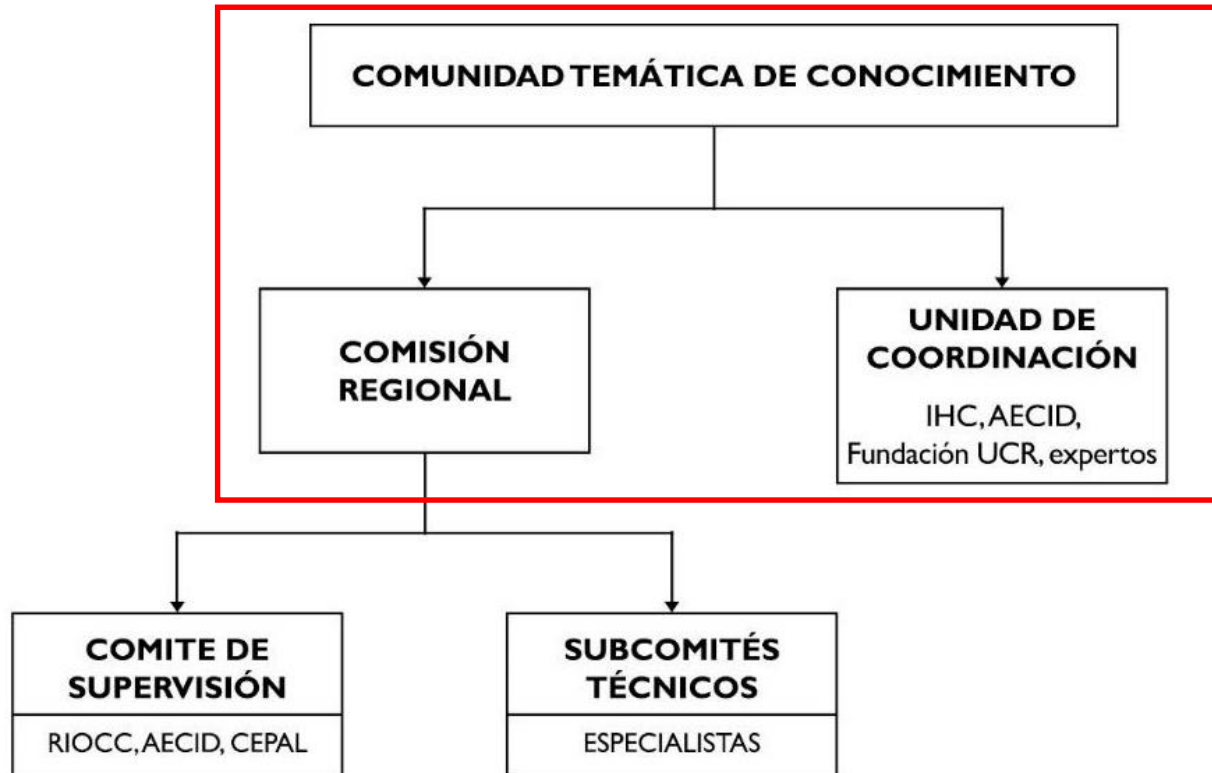 COMUNIDAD TEMÁTICA DE CONOCIMIENTO
COMISIÓN
REGIONAL
UNIDAD DE
COORDINACIÓN
IHC, AECID,
Fundación UCR, expertos
COMITE DE
SUPERVISIÓN
RIOCC, AECID, CEPAL
SUBCOMITÉS
TÉCNICOS
ESPECIALISTAS